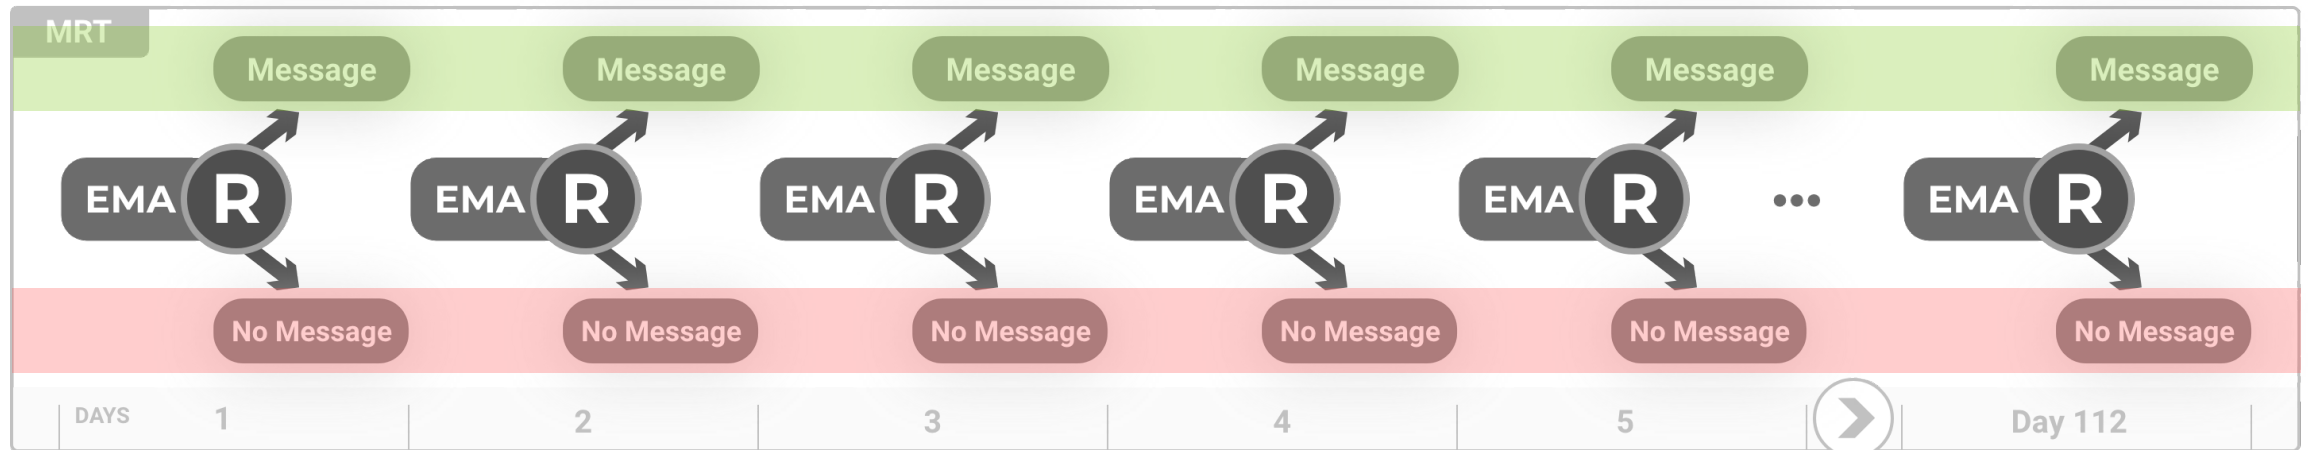 MRT
Message Message Message Message Message Message
EMA R EMA R EMA R EMA R EMA R ... EMA R
No Message No Message No Message No Message No Message No Message
DAYS 1 2 3 4 5 Day 112